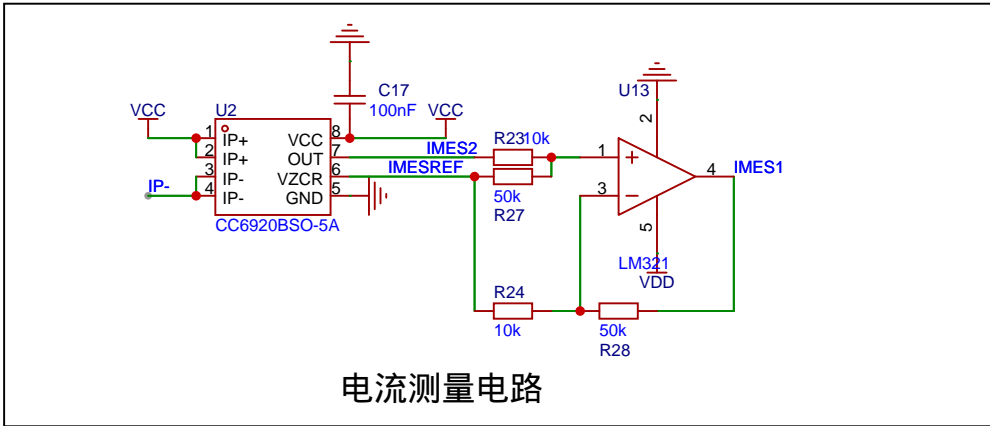 C17
100nF
VCC
U2
VCC
U13
1
IP+
VCC
8
2
IP+
OUT
7
3
IP-
VZCR
6
4
IP-
GND
5
IP-
CC6920BSO-5A
IMES2
IMESREF
R23
10k
50k
R27
1
+
3
−
2
4
IMES1
5
LM321
VDD
R24
10k
50k
R28
电流测量电路